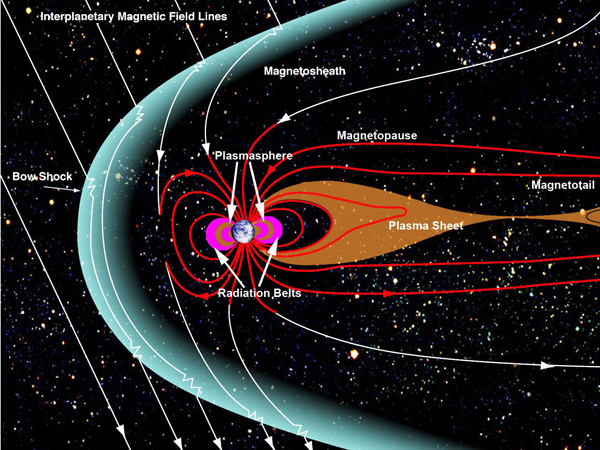 Interplanetary Magnetic Field Lines
Magnetosheath
Magnetopause
Plasmasphere
Bow Shock
Magnetotail
Plasma Sheet
Radiation Belts